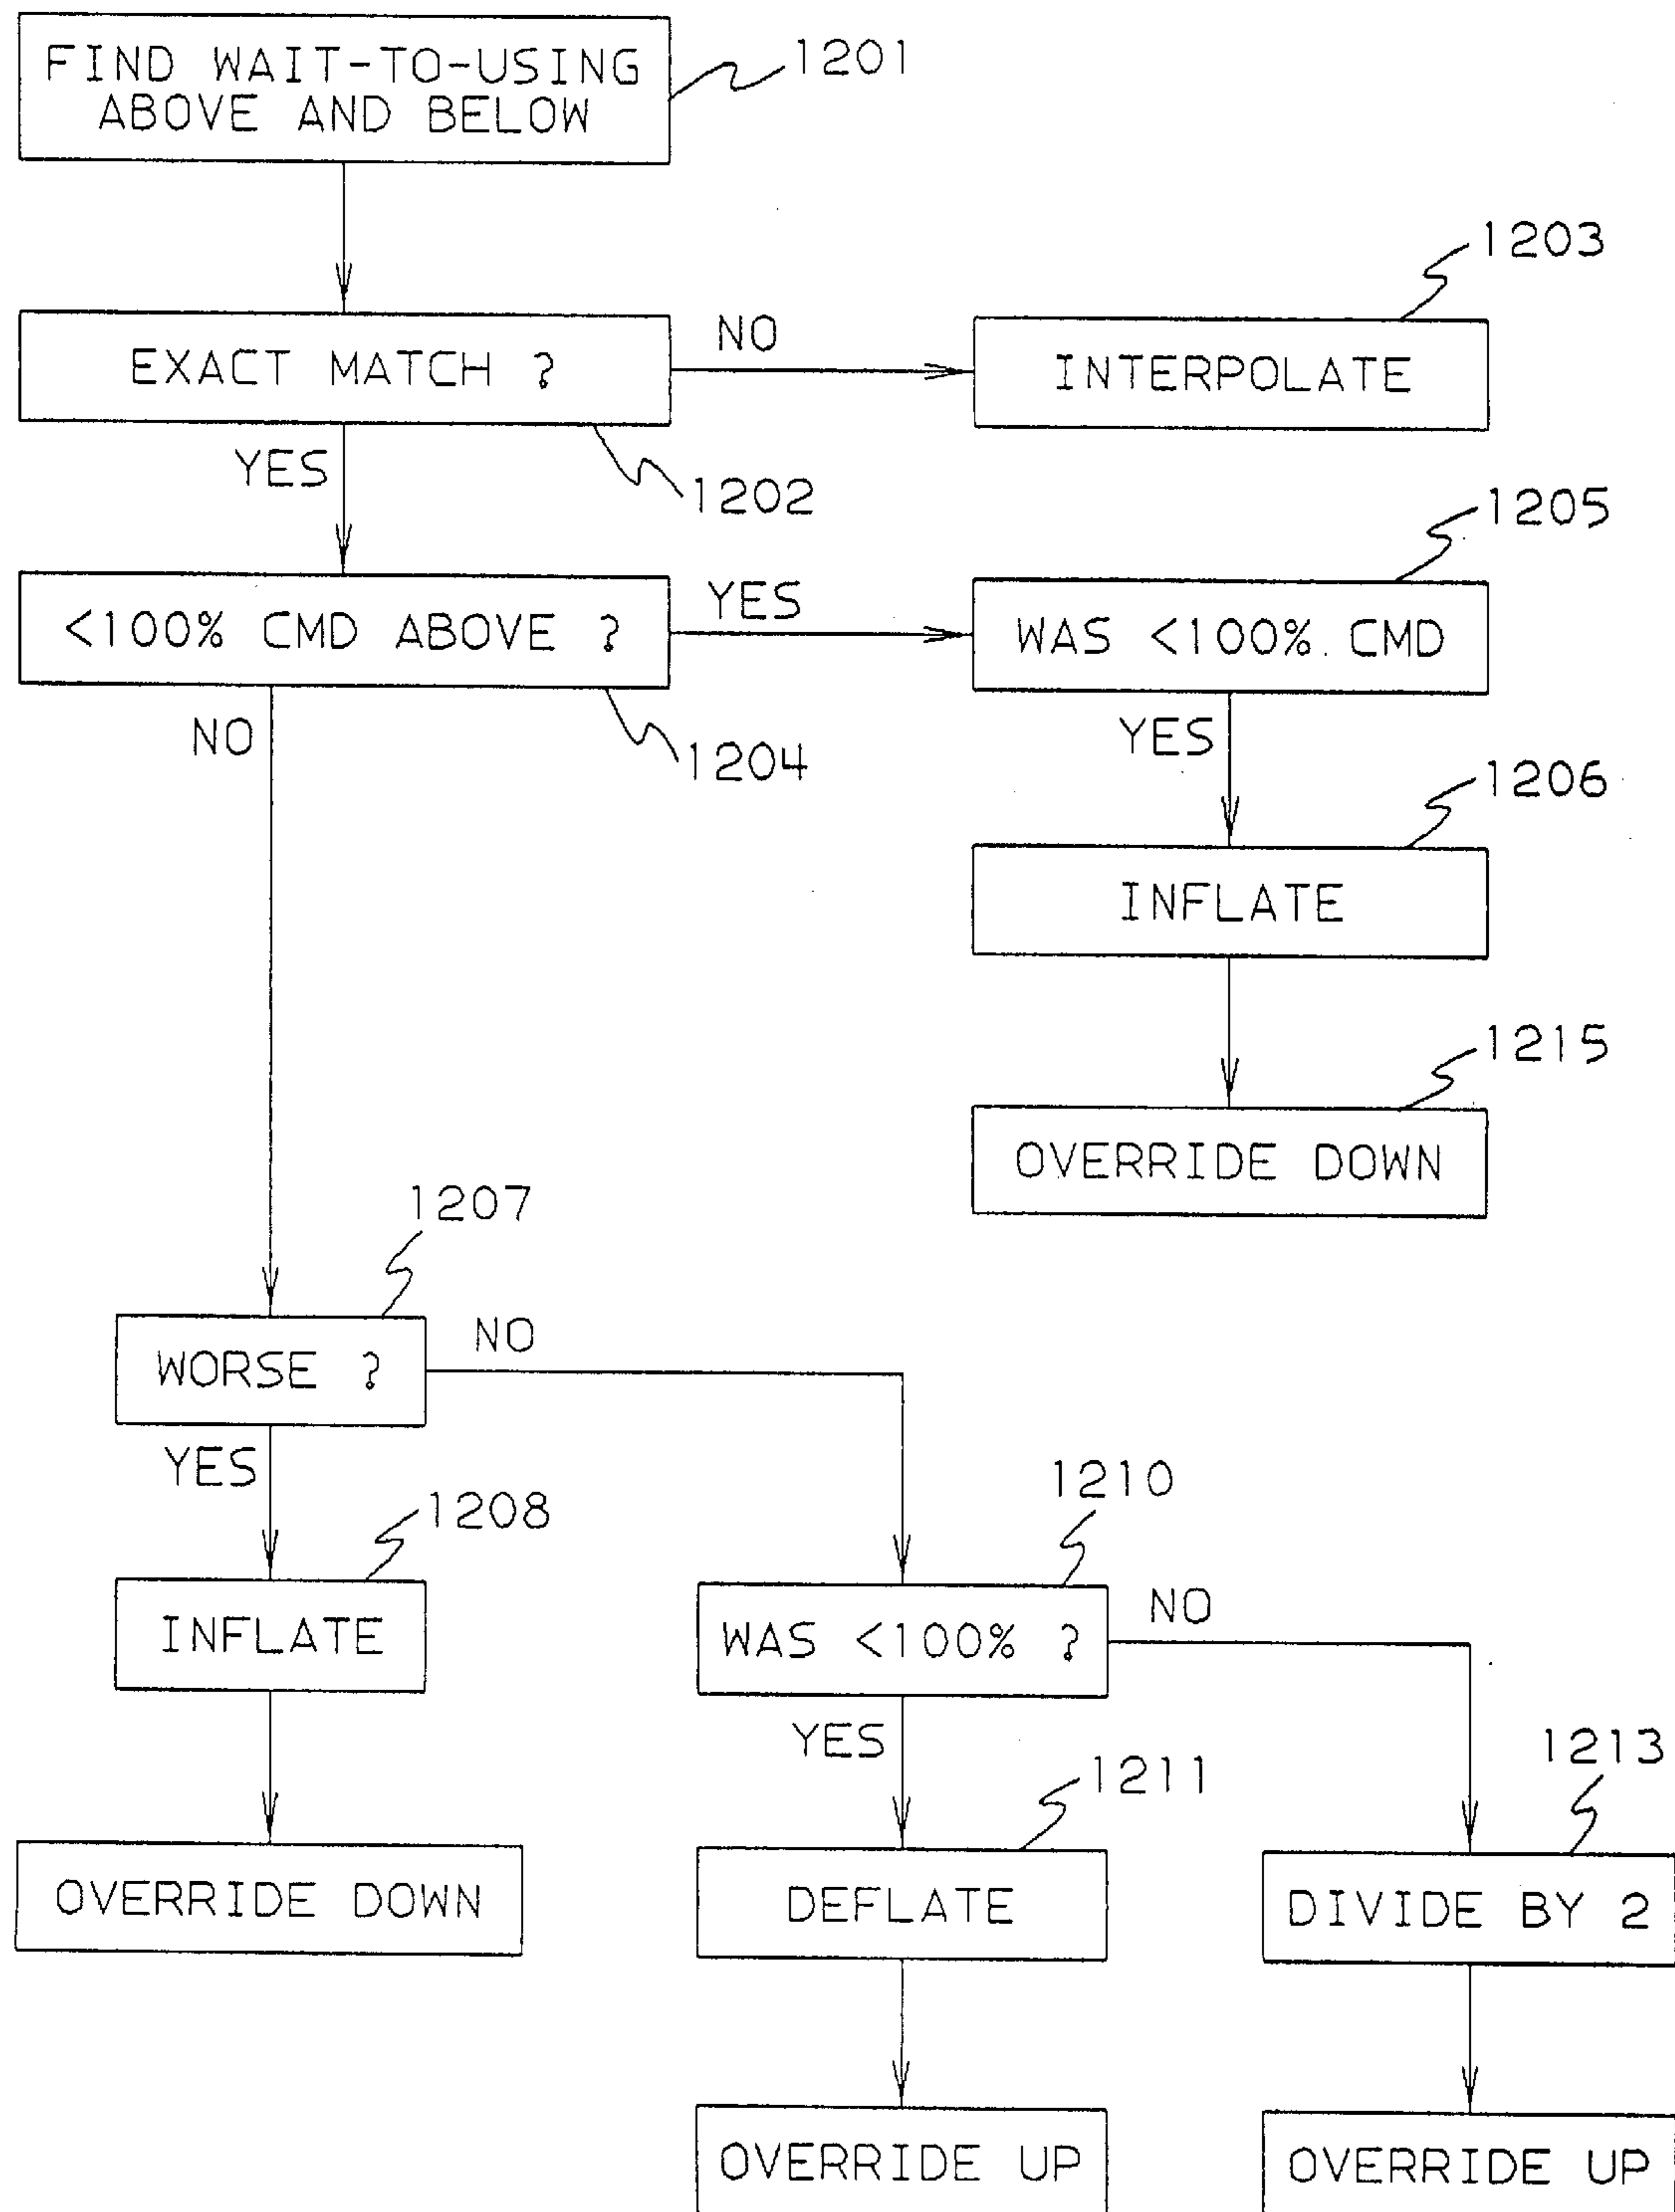 FIND WAIT-TO-USING
ABOVE AND BELOW
1201
1203
EXACT MATCH ?
NO
INTERPOLATE
YES
1202
1205
<100% CMD ABOVE ?
YES
WAS <100% CMD
NO
1204
YES
1206
INFLATE
1215
OVERRIDE DOWN
1207
WORSE ?
NO
YES
1208
1210
INFLATE
WAS <100% ?
NO
YES
1211
1213
OVERRIDE DOWN
DEFLATE
DIVIDE BY 2
OVERRIDE UP
OVERRIDE UP